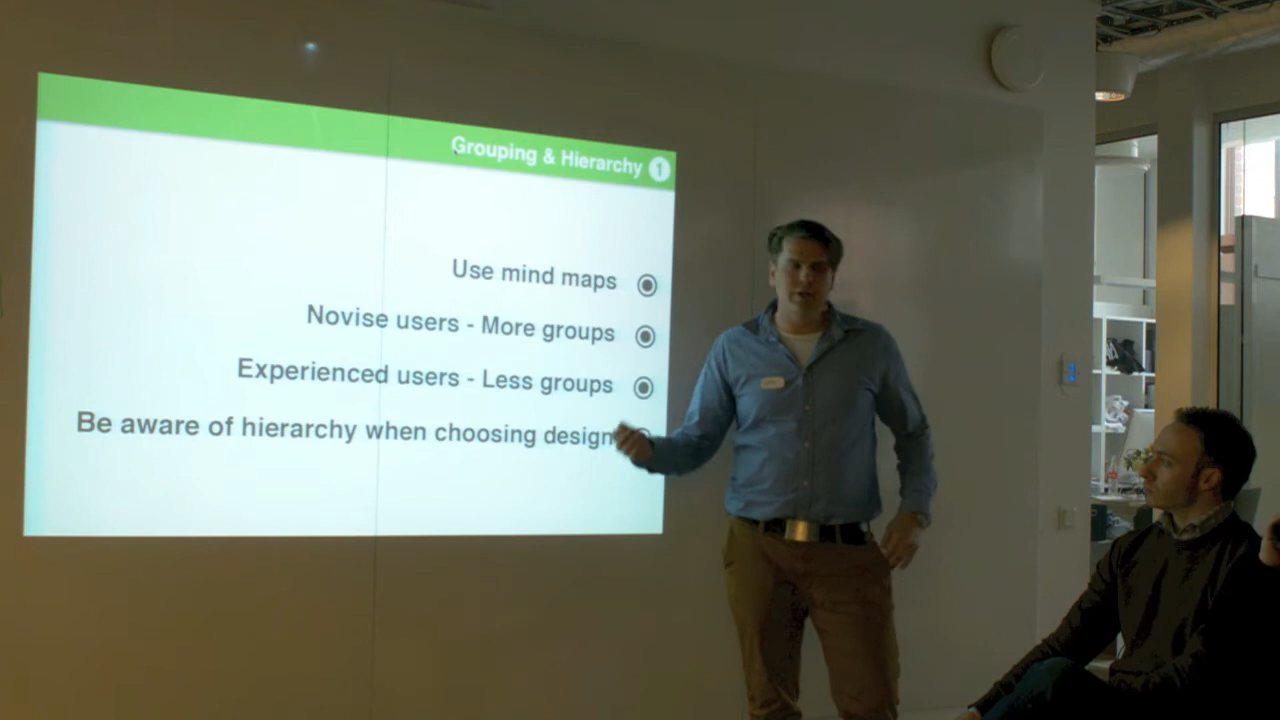 Grouping & Hierarchy 1
Use mind maps
Novise users - More groups
Experienced users - Less groups
Be aware of hierarchy when choosing design